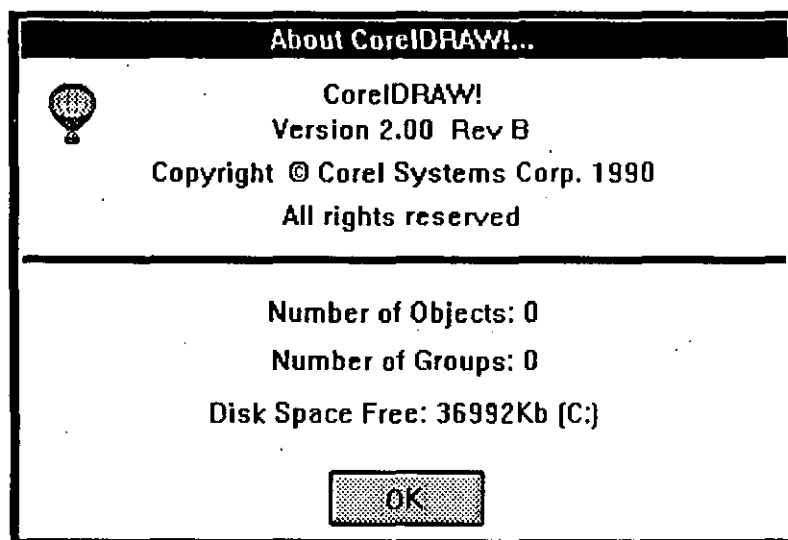 About CorelDRAW!...
CorelDRAW!
Version 2.00 Rev B
Copyright © Corel Systems Corp. 1990
All rights reserved
Number of Objects: 0
Number of Groups: 0
Disk Space Free: 36992Kb (C:)
OK